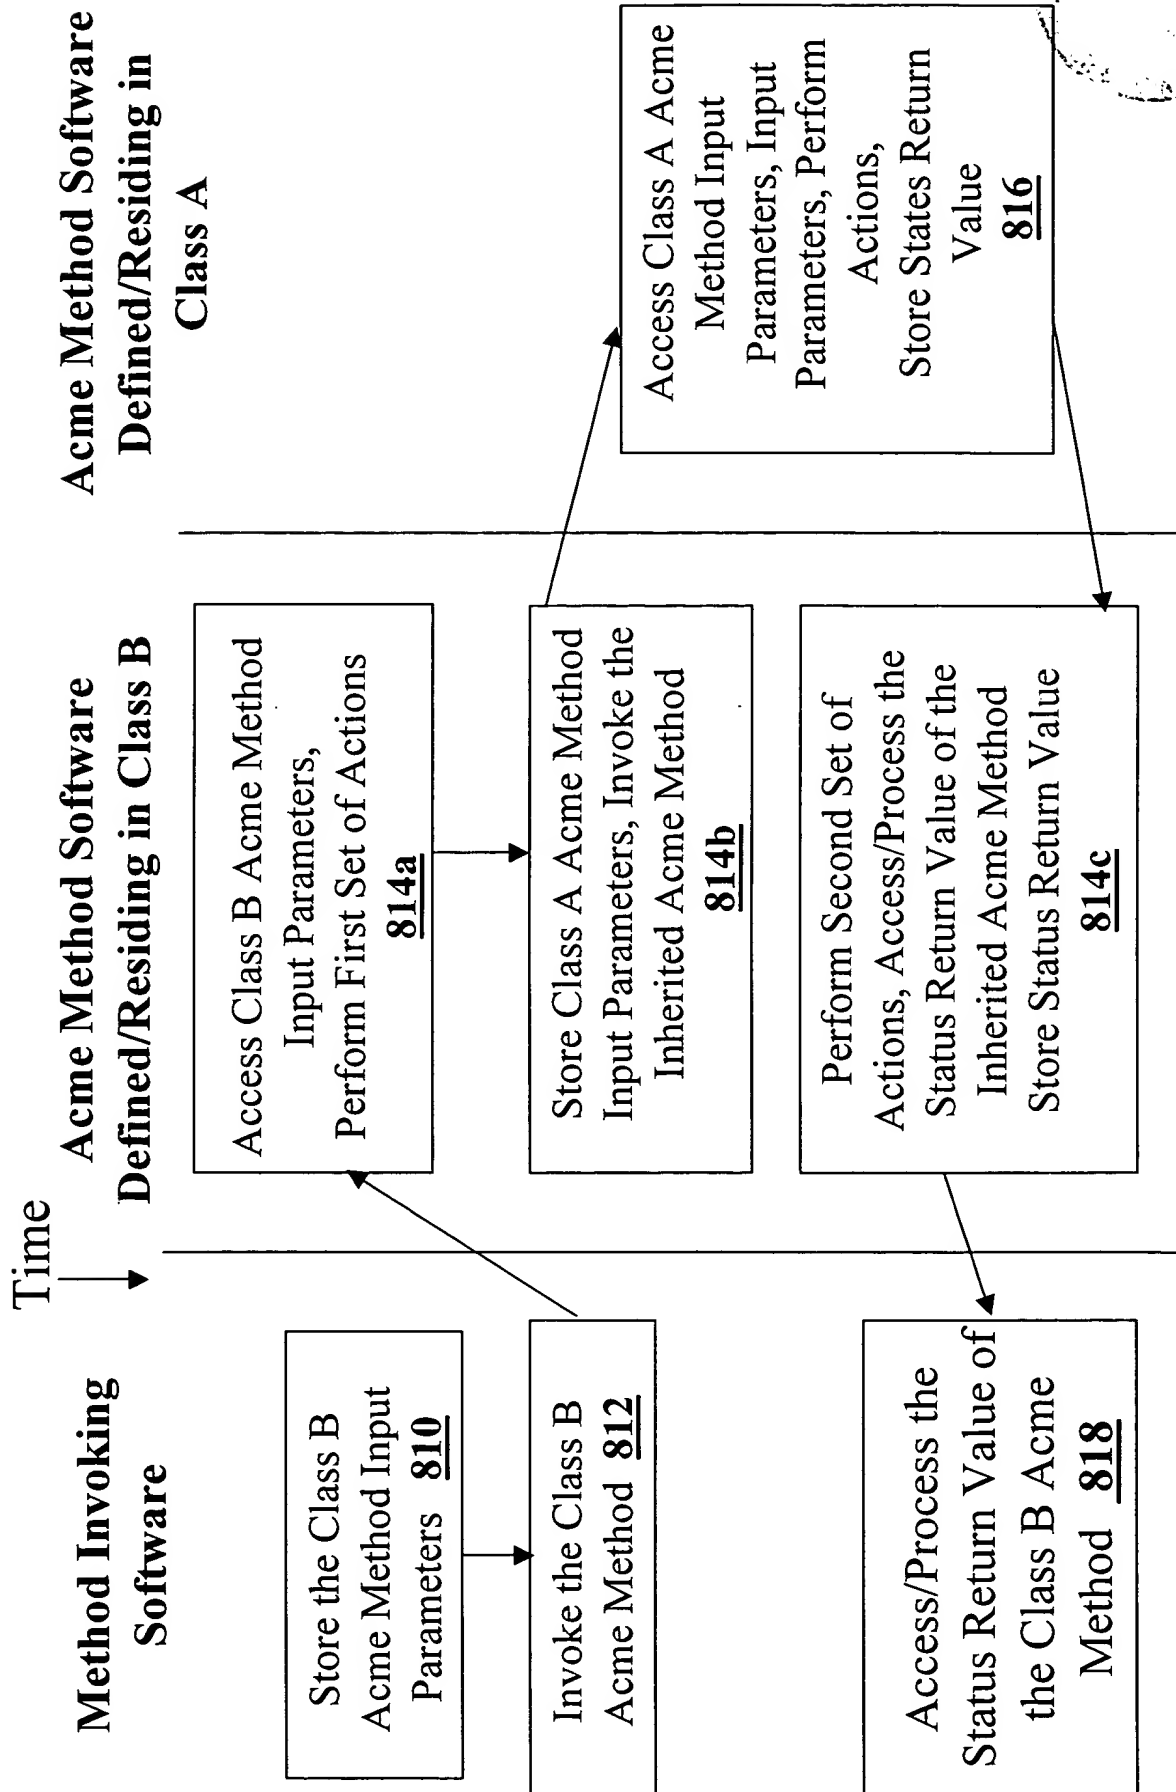 Time
Method Invoking
Software
Store the Class B
Acme Method Input
Parameters 810
Invoke the Class B
Acme Method 812
Access/Process the
Status Return Value of
the Class B Acme
Method 818
Acme Method Software
Defined/Residing in Class B
Access Class B Acme Method
Input Parameters,
Perform First Set of Actions
814a
Store Class A Acme Method
Input Parameters, Invoke the
Inherited Acme Method
814b
Perform Second Set of
Actions, Access/Process the
Status Return Value of the
Inherited Acme Method
Store Status Return Value
814c
Acme Method Software
Defined/Residing in
Class A
Access Class A Acme
Method Input
Parameters, Input
Parameters, Perform
Actions,
Store States Return
Value
816